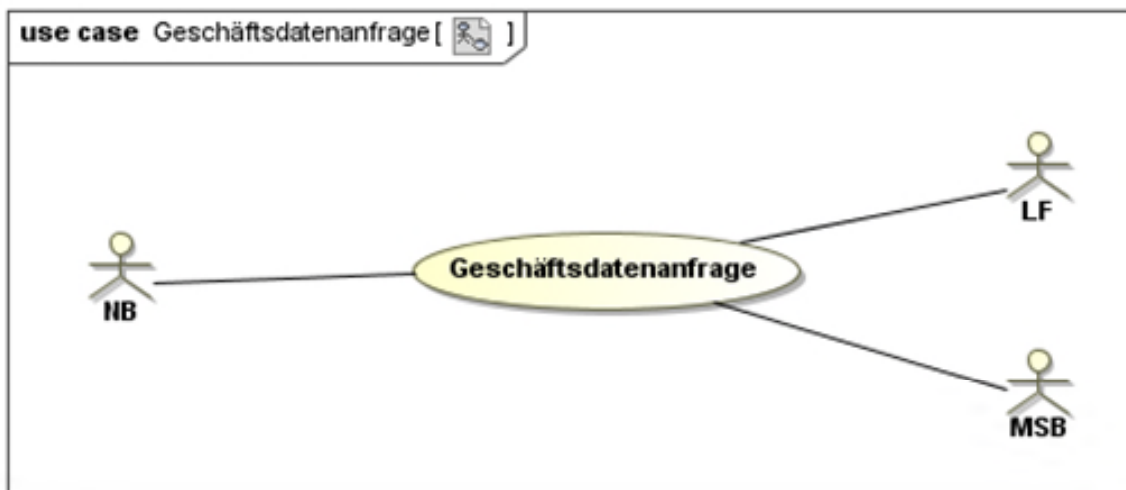 use case Geschäftsdatenanfrage [ ]
LF
Geschäftsdatenanfrage
NB
MSB